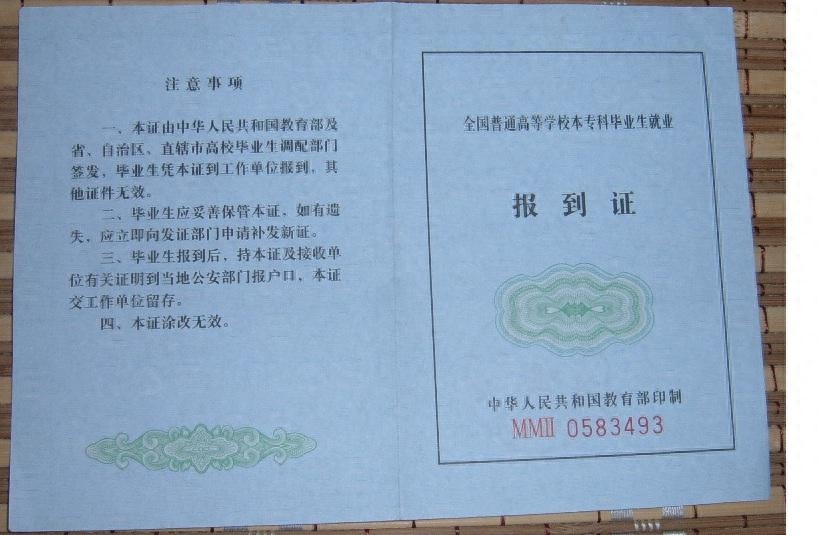 注意事项
一、本证由中华人民共和国教育部及
省、自治区、直辖市高校毕业生调配部门
签发，毕业生凭本证到工作单位报到，其
他证件无效。
二、毕业生应妥善保管本证，如有遗
失，应立即向发证部门申请补发新证。
三、毕业生报到后，持本证及接收单
位有关证明到当地公安部门报户口，本证
交工作单位留存。
四、本证涂改无效。
全国普通高等学校本专科毕业生就业
报到证
中华人民共和国教育部印制
MMII 0583493